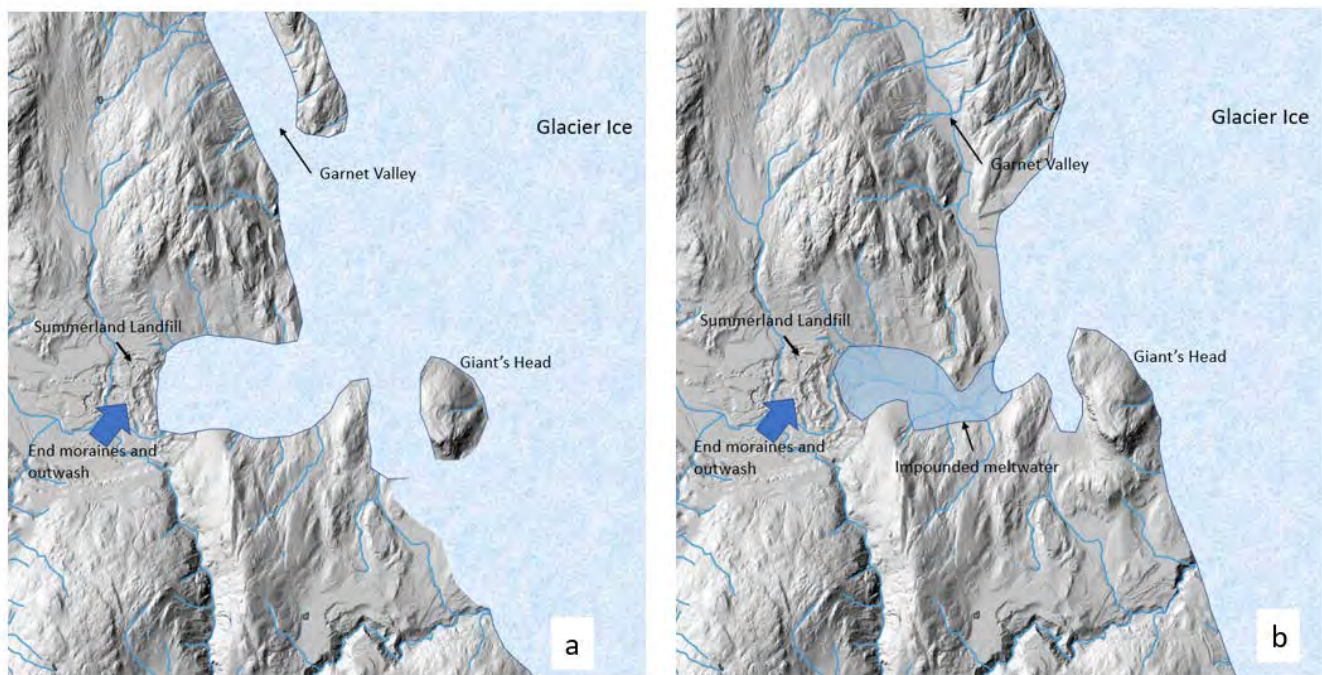 Glacier Ice
Garnet Valley
Summerland Landfill
Giant's Head
End moraines and
outwash
a
Glacier Ice
Garnet Valley
Summerland Landfill
Giant's Head
End moraines and
outwash
Impounded meltwater
b